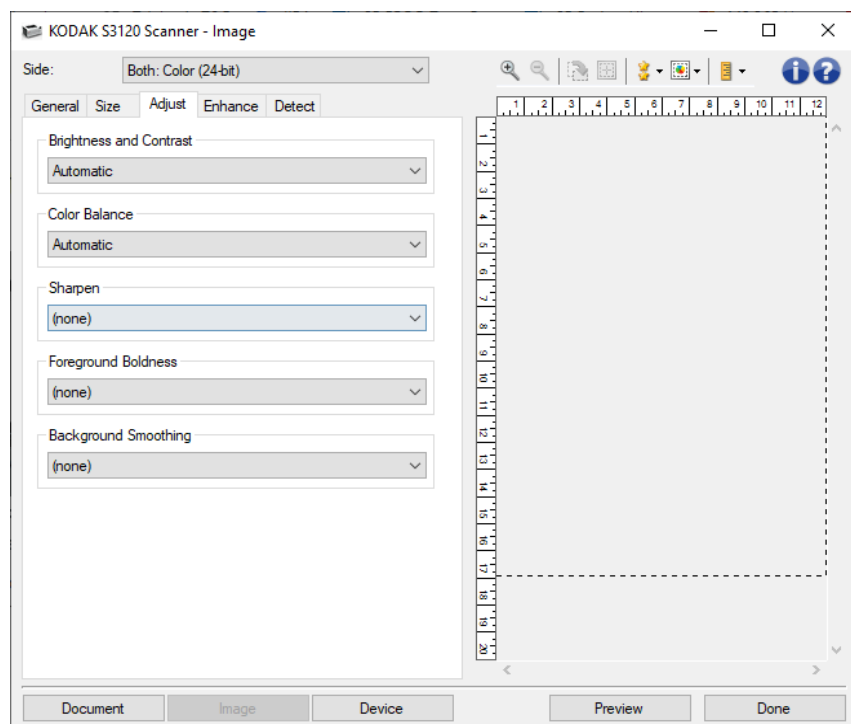 KODAK S3120 Scanner - Image
Side: Both: Color (24-bit)
General Size Adjust Enhance Detect
Brightness and Contrast
Automatic
Color Balance
Automatic
Sharpen
(none)
Foreground Boldness
(none)
Background Smoothing
(none)
1 2 3 4 5 6 7 8 9 10 11 12
1
2
3
4
5
6
7
8
9
10
11
12
13
14
15
16
17
18
19
20
Document Image Device Preview Done